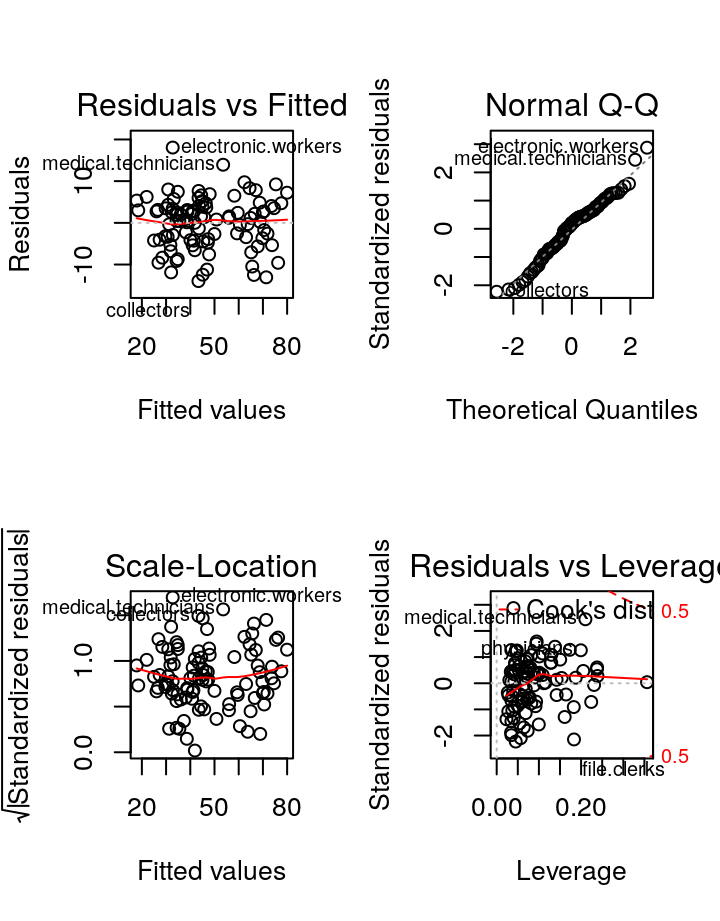 Residuals vs Fitted
Residuals
10
-10
electronic.workers
medical.technicians
collectors
20 50 80
Fitted values
Normal Q-Q
Standardized residuals
2
0
-2
electronic.workers
medical.technicians
collectors
-2 0 2
Theoretical Quantiles
Scale-Location
√|Standardized residuals|
1.0
0.0
electronic.workers
medical.technicians
collectors
20 50 80
Fitted values
Residuals vs Leverage
Standardized residuals
2
0
-2
Cook's dist
0.5
medical.technicians
physicians
0.5
file.clerks
0.00 0.20
Leverage